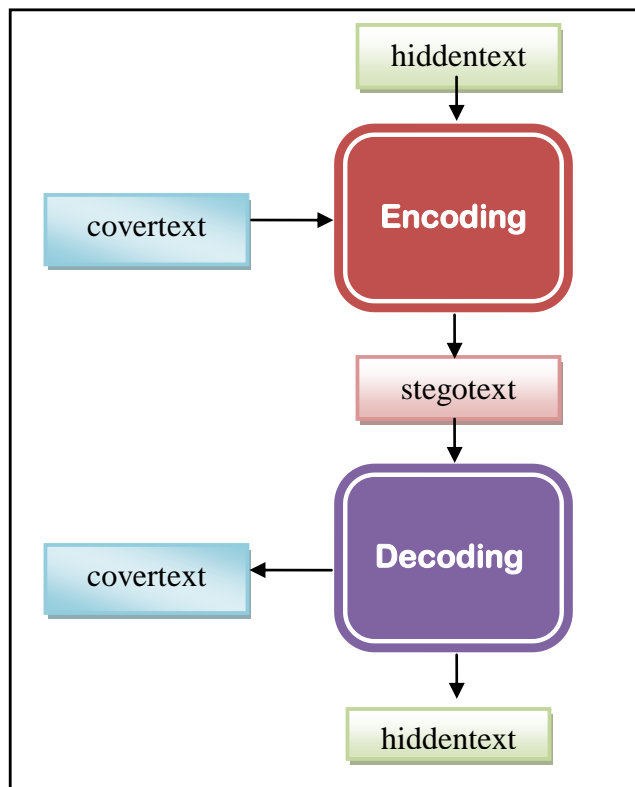 hiddentext
covertext
Encoding
stegotext
covertext
Decoding
hiddentext